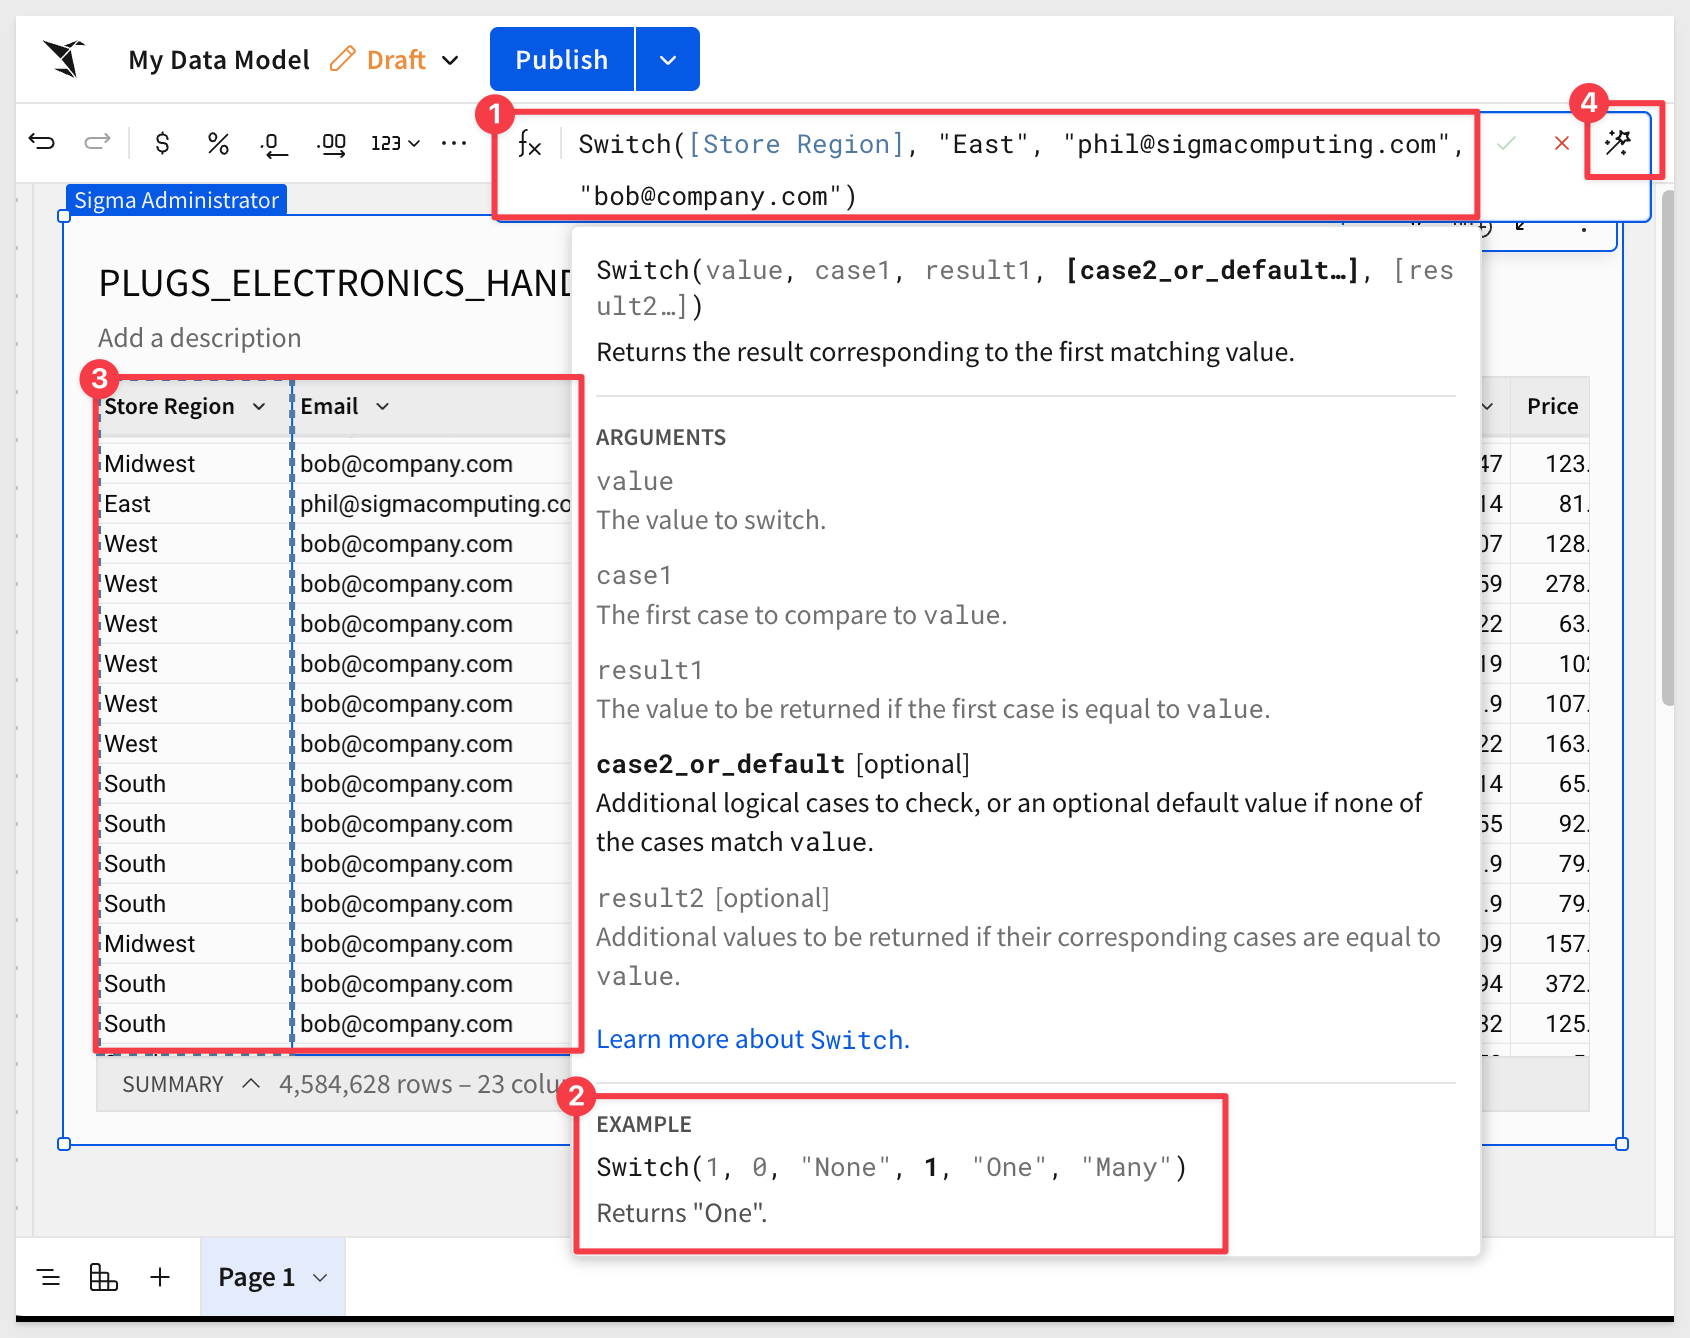 My Data Model Draft Publish
1
4
$ % .0 .00 123 ... fx Switch([Store Region], "East", "phil@sigmacomputing.com",
"bob@company.com")
Sigma Administrator
PLUGS_ELECTRONICS_HAND
Add a description
3
Store Region Email Price
Midwest bob@company.com 47 123.
East phil@sigmacomputing.co 14 81.
West bob@company.com 07 128.
West bob@company.com 59 278.
West bob@company.com 22 63.
West bob@company.com 19 102
West bob@company.com .9 107.
West bob@company.com 22 163.
South bob@company.com 14 65.
South bob@company.com 55 92.
South bob@company.com .9 79.
South bob@company.com .9 79.
Midwest bob@company.com 09 157.
South bob@company.com 94 372.
South bob@company.com 32 125.
SUMMARY 4,584,628 rows – 23 colu
Switch(value, case1, result1, [case2_or_default…], [res
ult2…])
Returns the result corresponding to the first matching value.
ARGUMENTS
value
The value to switch.
case1
The first case to compare to value.
result1
The value to be returned if the first case is equal to value.
case2_or_default [optional]
Additional logical cases to check, or an optional default value if none of
the cases match value.
result2 [optional]
Additional values to be returned if their corresponding cases are equal to
value.
Learn more about Switch.
2
EXAMPLE
Switch(1, 0, "None", 1, "One", "Many")
Returns "One".
Page 1